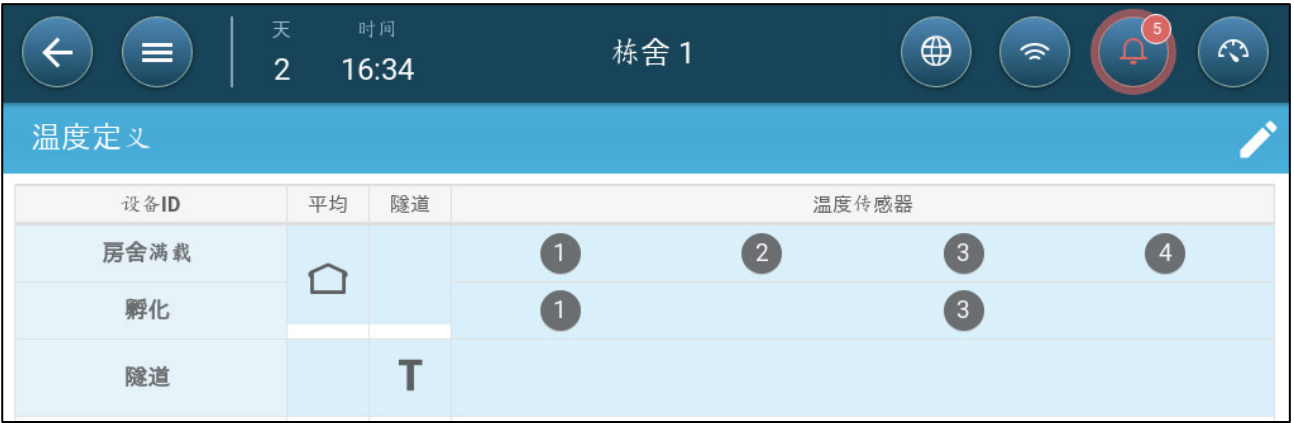 天 时间
2 16:34 栋舍 1 5
温度定义
设备ID 平均 隧道 温度传感器
房舍满载 1 2 3 4
孵化 1 3
隧道 T